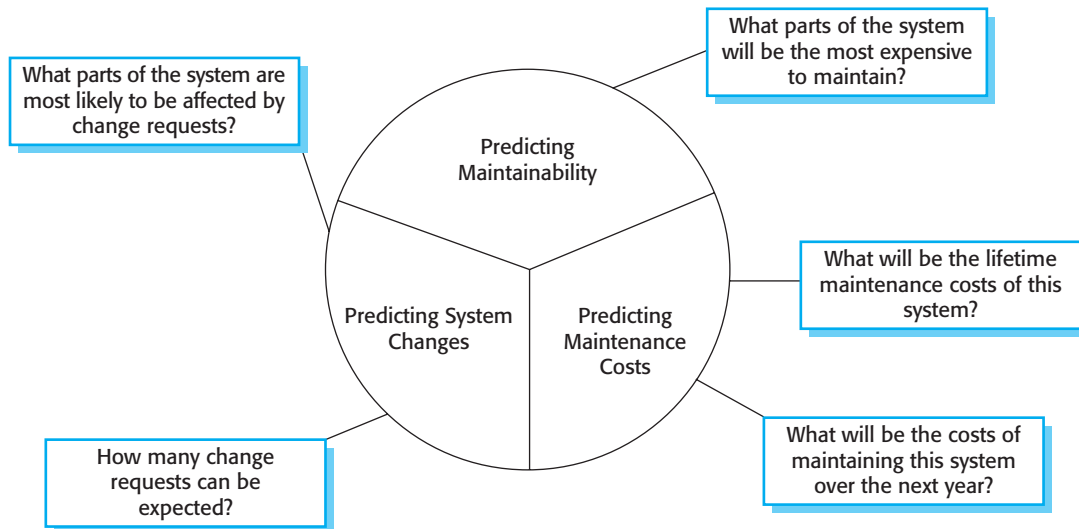 What parts of the system
will be the most expensive
to maintain?
What parts of the system are
most likely to be affected by
change requests?
Predicting
Maintainability
What will be the lifetime
maintenance costs of this
system?
Predicting System
Changes
Predicting
Maintenance
Costs
What will be the costs of
maintaining this system
over the next year?
How many change
requests can be
expected?